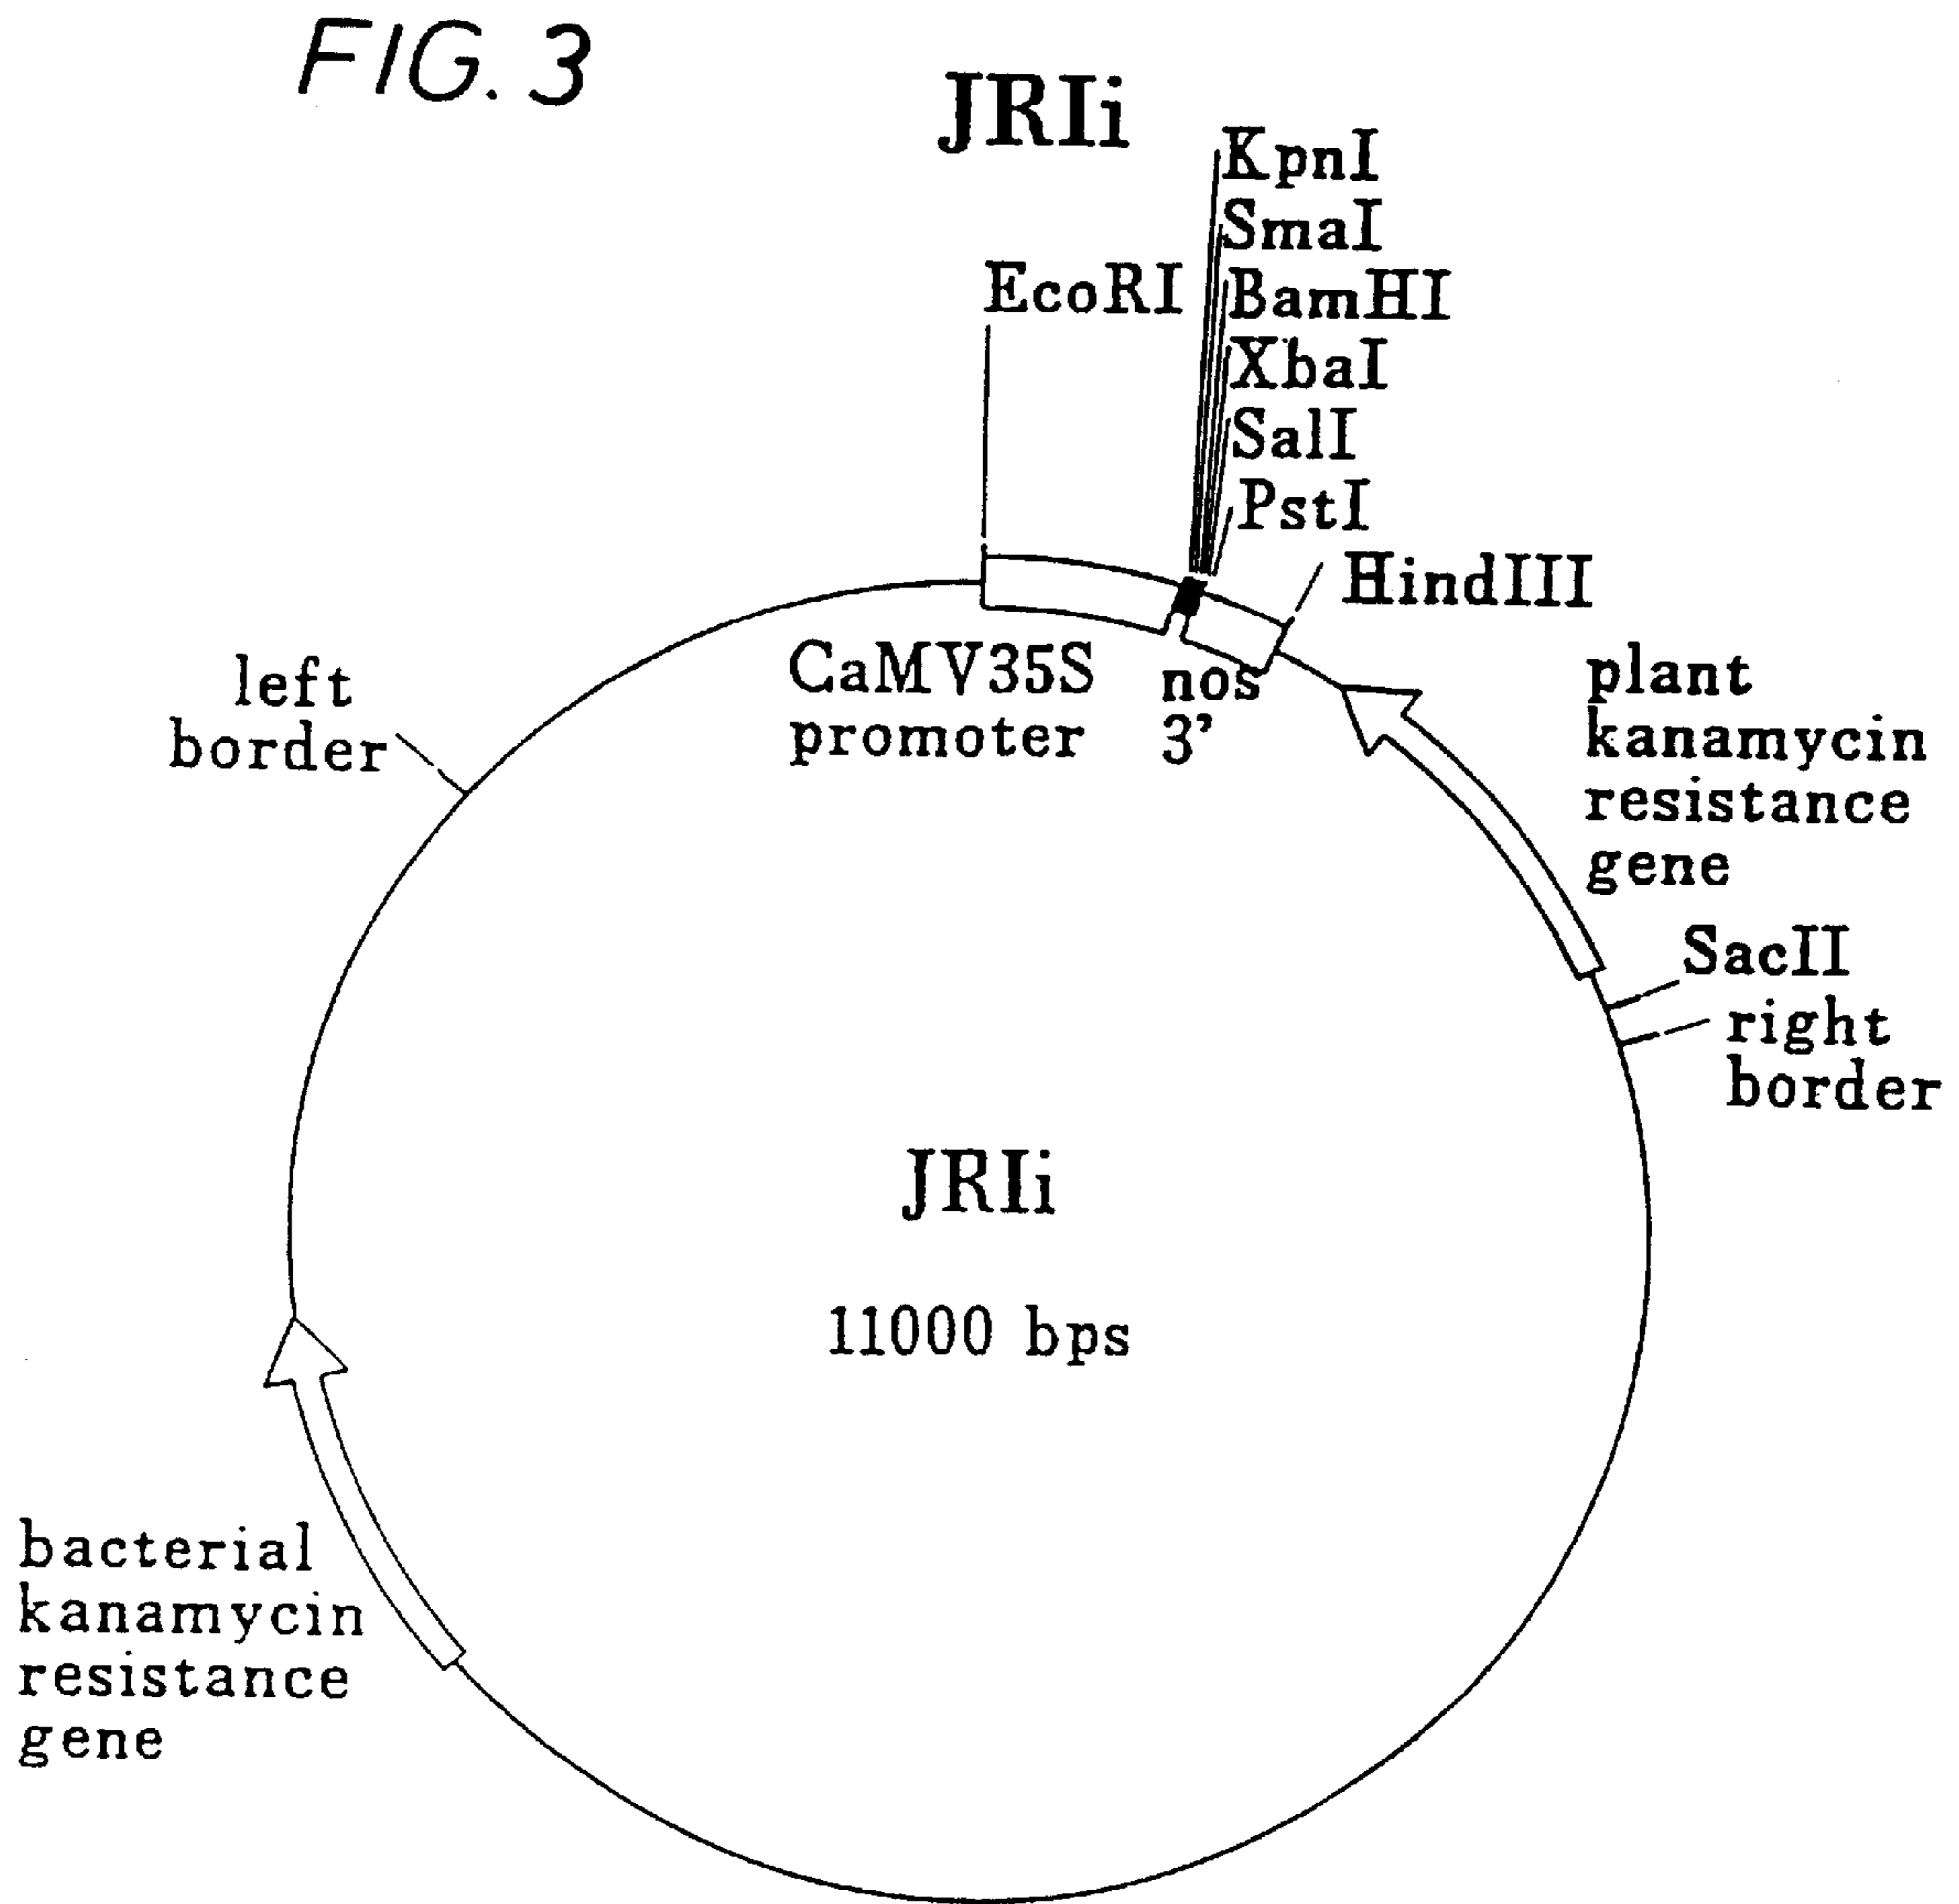 FIG. 3
JRIi
KpnI
SmaI
BamHI
XbaI
SalI
PstI
EcoRI
HindIII
CaMV35S
promoter
nos
3’
plant
kanamycin
resistance
gene
SacII
right
border
left
border
JRIi
11000 bps
bacterial
kanamycin
resistance
gene